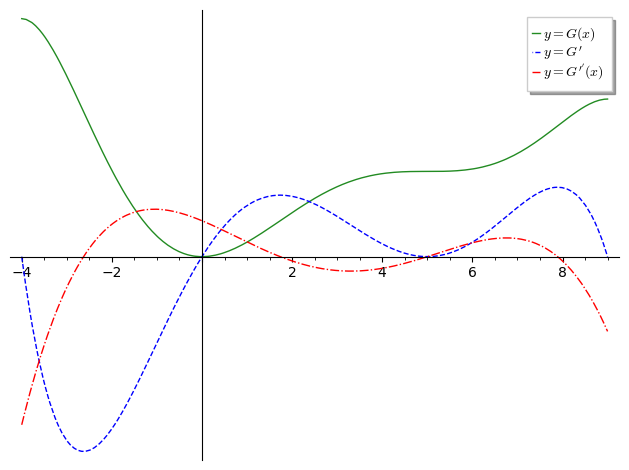 y = G(x)
y = G′
y = G′′(x)
−4
−2
2
4
6
8